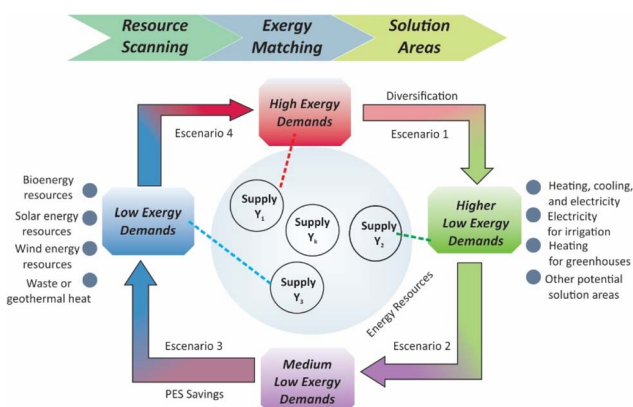 Resource
Scanning
Exergy
Matching
Solution
Areas
High Exergy
Demands
Diversification
Escenario 4
Escenario 1
Bioenergy
resources
Solar energy
resources
Wind energy
resources
Waste or
geothermal heat
Low Exergy
Demands
Supply
Y1
Supply
Yk
Supply
Y2
Supply
Y3
Higher
Low Exergy
Demands
Heating, cooling,
and electricity
Electricity
for irrigation
Heating
for greenhouses
Other potential
solution areas
Energy Resources
Escenario 3
Escenario 2
PES Savings
Medium
Low Exergy
Demands